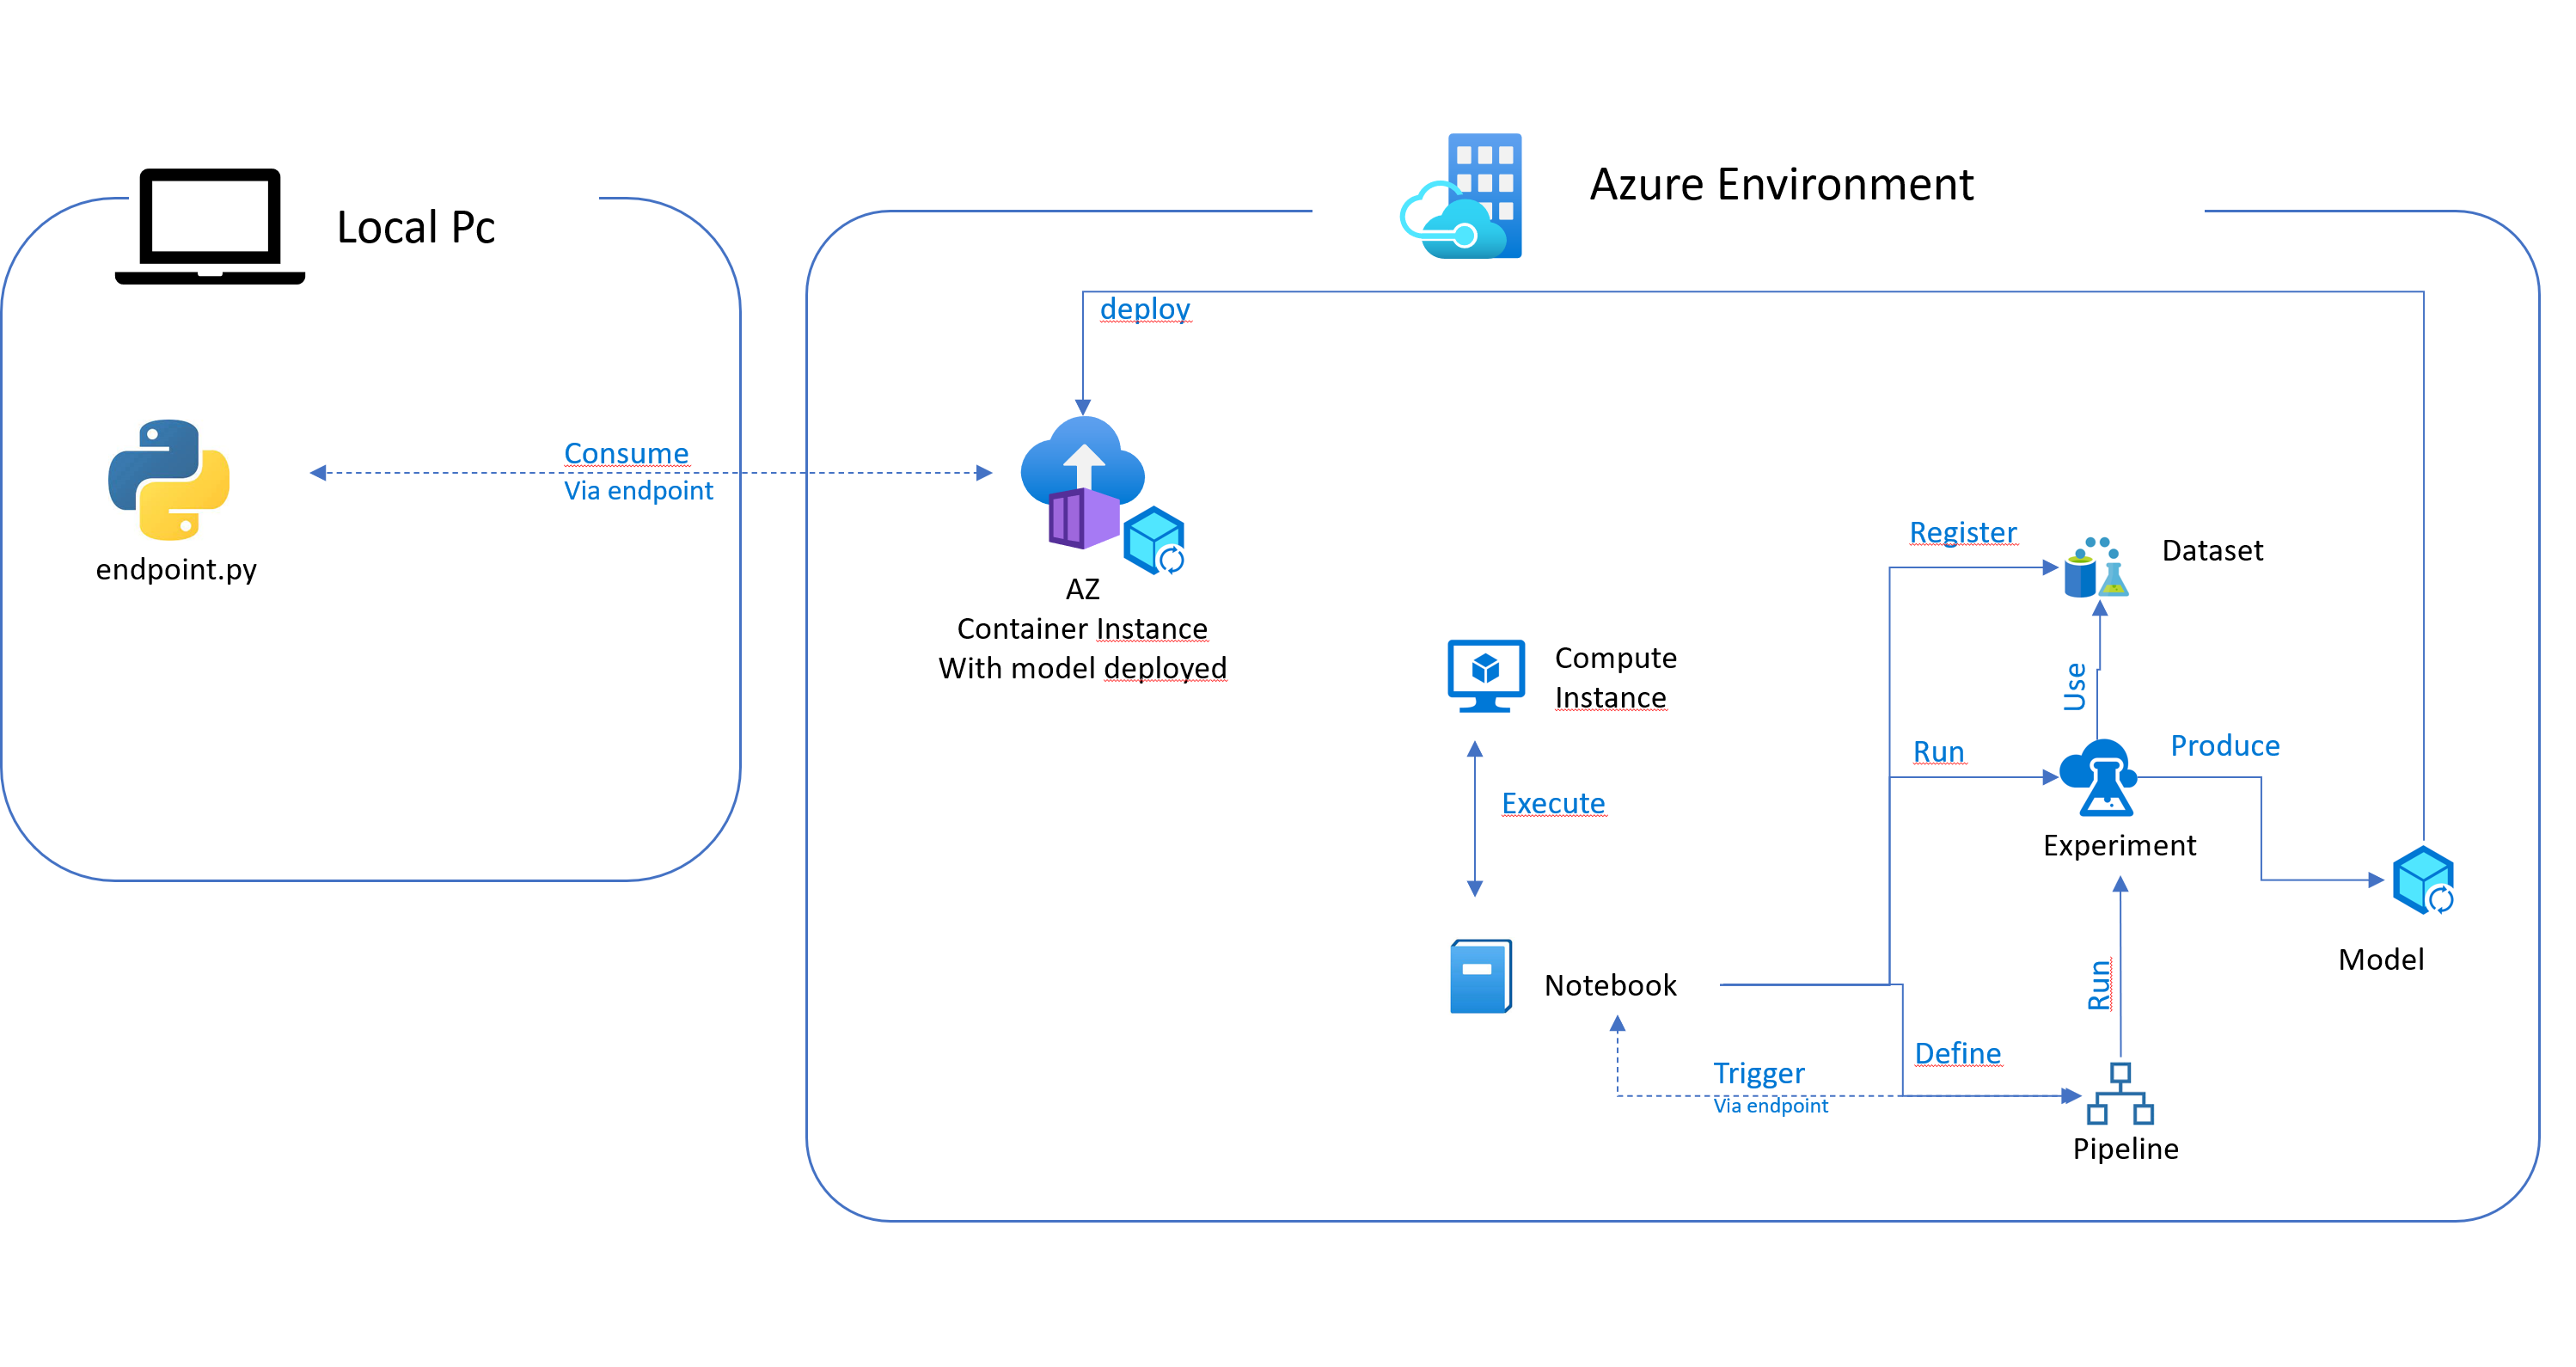 Azure Environment
Local Pc
deploy
Consume
Via endpoint
endpoint.py
AZ
Container Instance
With model deployed
Register
Dataset
Compute
Instance
Use
Run
Produce
Execute
Experiment
Model
Run
Notebook
Define
Trigger
Via endpoint
Pipeline